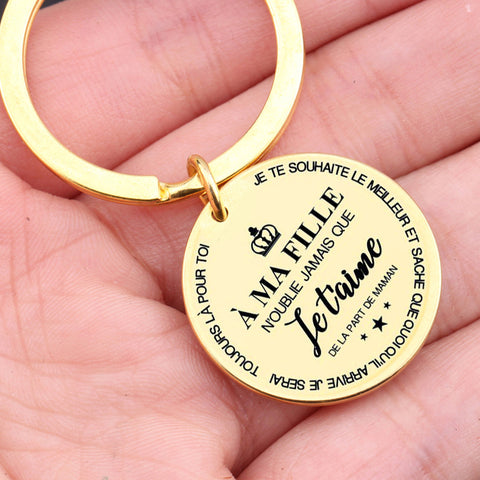 JE TE SOUHAITE LE MEILLEUR ET SACHE QUE QUOI QU'IL ARRIVE JE SERAI TOUJOURS LA POUR TOI
À MA FILLE
N'OUBLIE JAMAIS QUE
Je t'aime
DE LA PART DE MAMAN